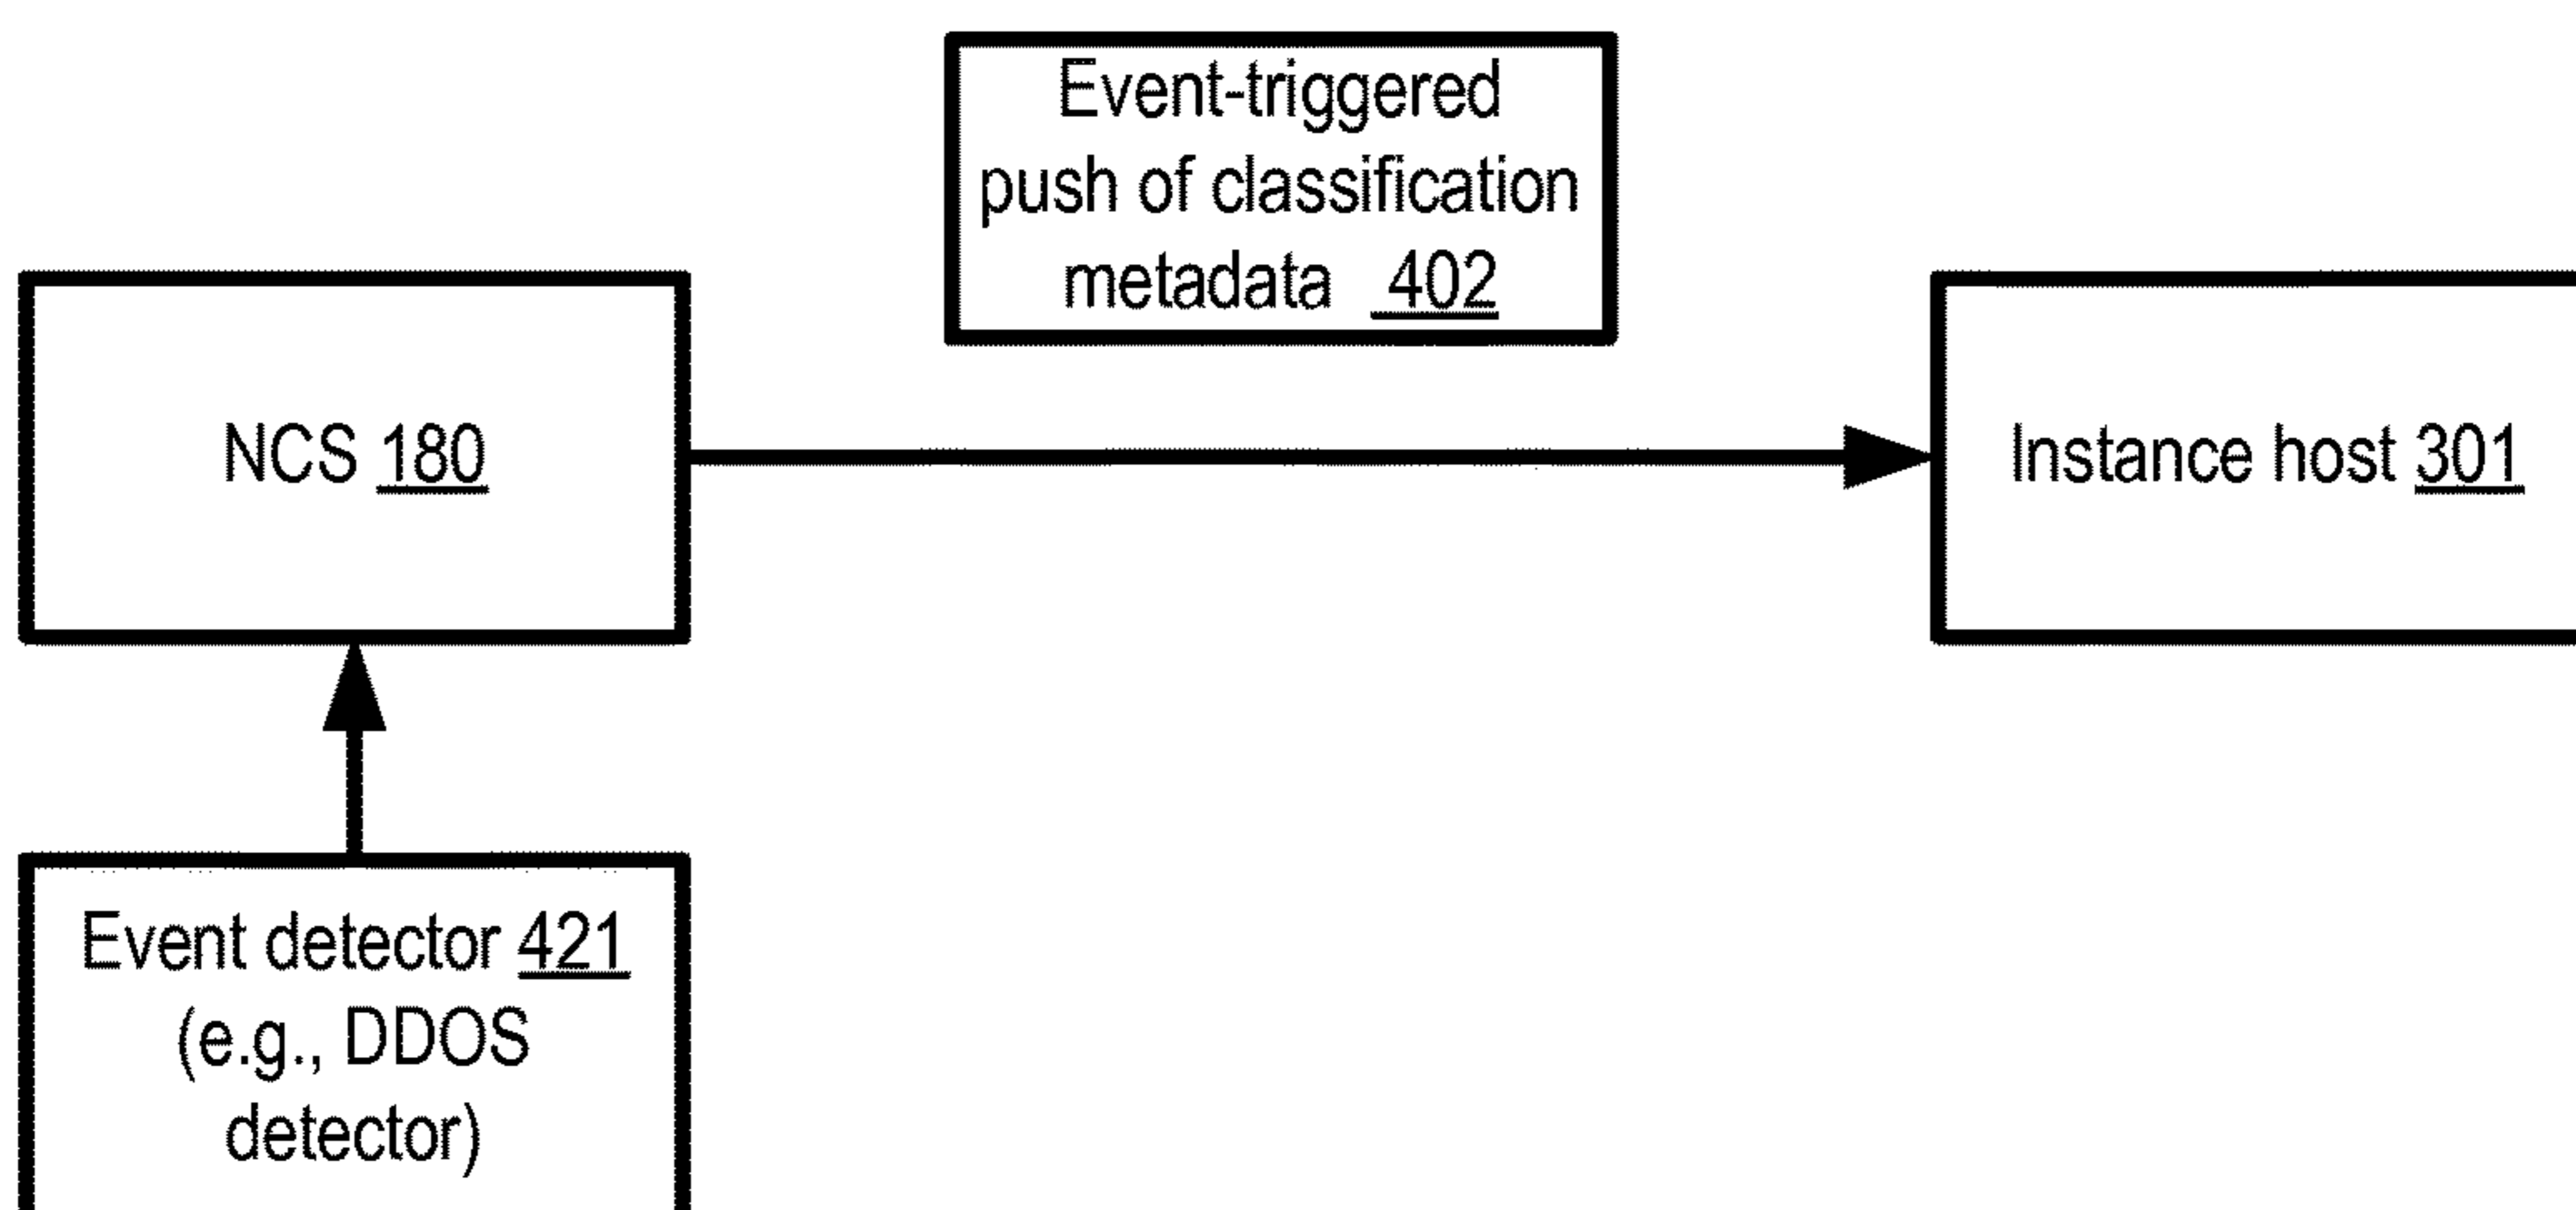 Event-triggered
push of classification
metadata 402
NCS 180
Instance host 301
Event detector 421
(e.g., DDOS
detector)